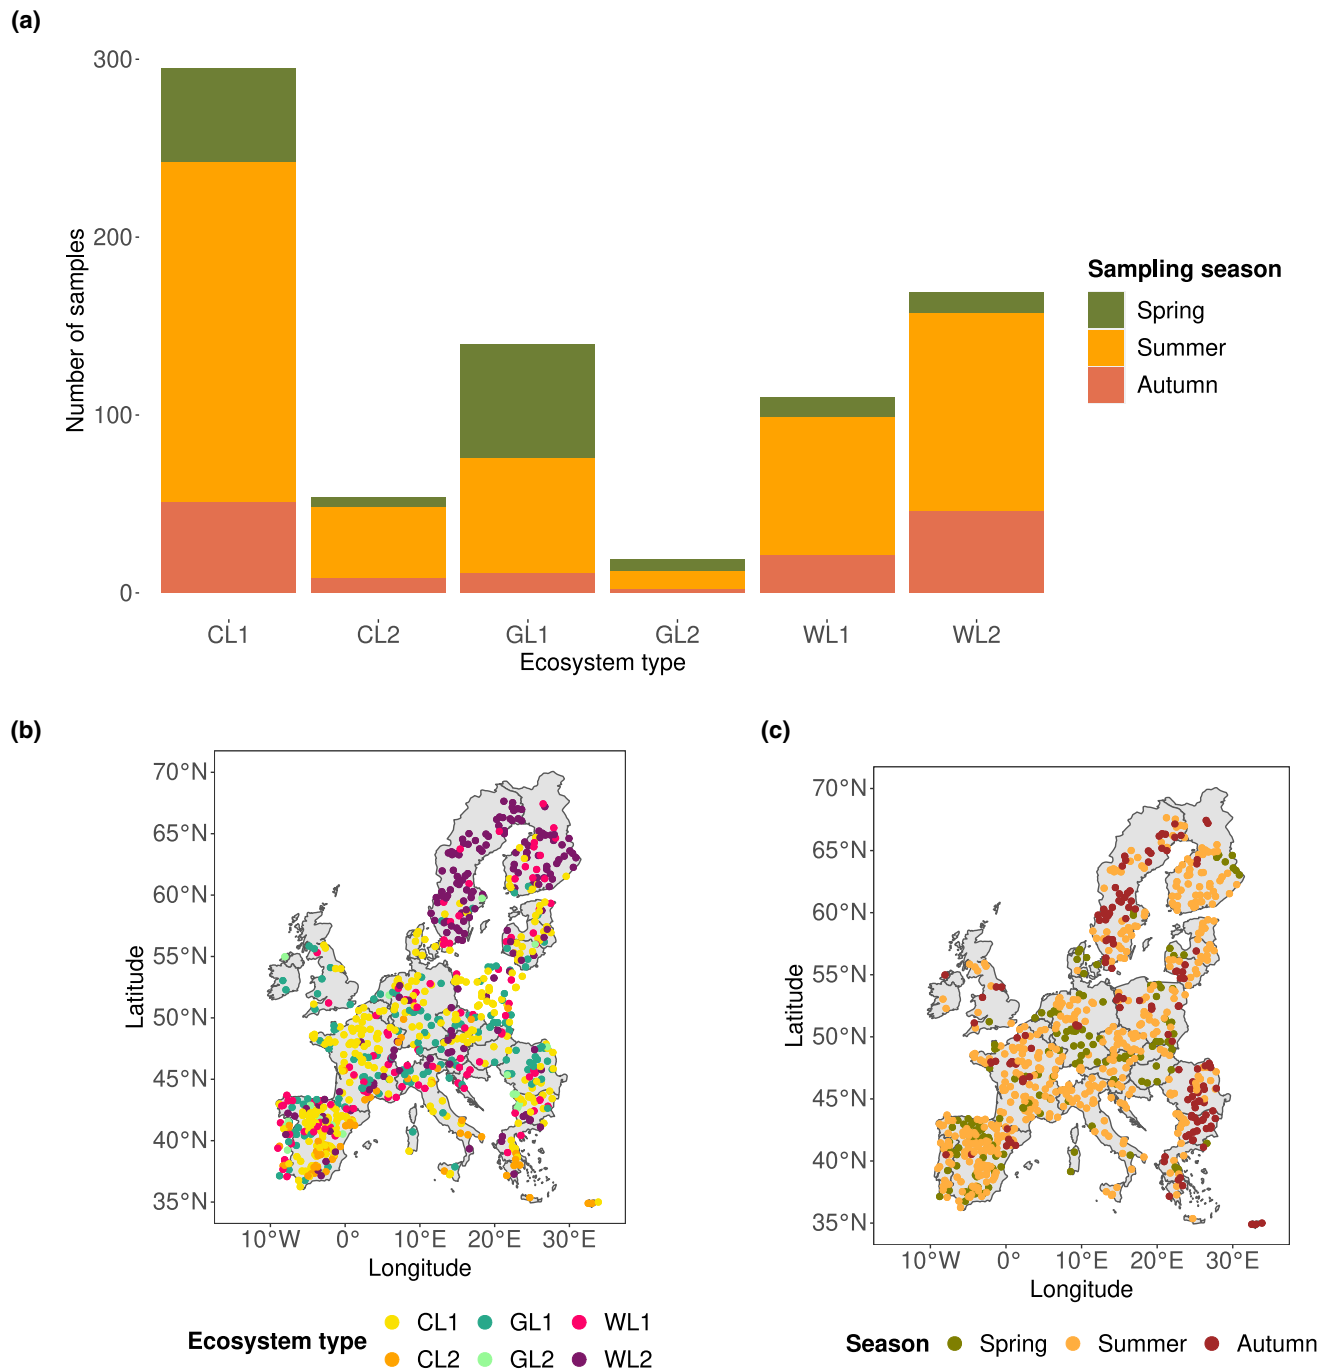 (a)
300
200
100
0
Number of samples
CL1 CL2 GL1 GL2 WL1 WL2
Ecosystem type
Sampling season
Spring
Summer
Autumn
(b)
70°N
65°N
60°N
55°N
50°N
45°N
40°N
35°N
Latitude
10°W 0° 10°E 20°E 30°E
Longitude
Ecosystem type CL1 GL1 WL1
CL2 GL2 WL2
(c)
70°N
65°N
60°N
55°N
50°N
45°N
40°N
35°N
Latitude
10°W 0° 10°E 20°E 30°E
Longitude
Season Spring Summer Autumn